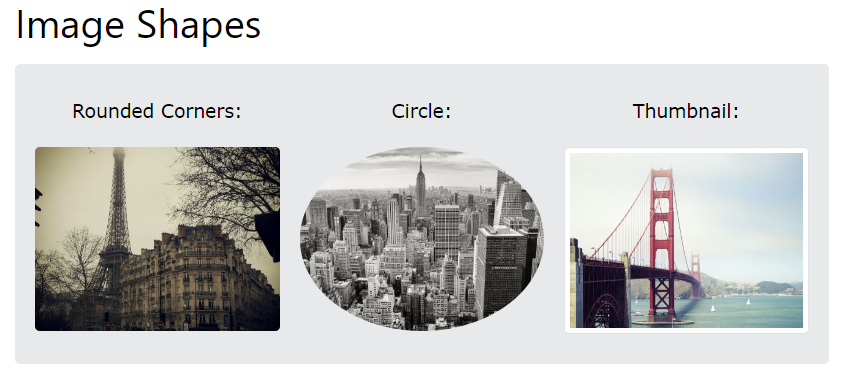 Image Shapes
Rounded Corners:
Circle:
Thumbnail: